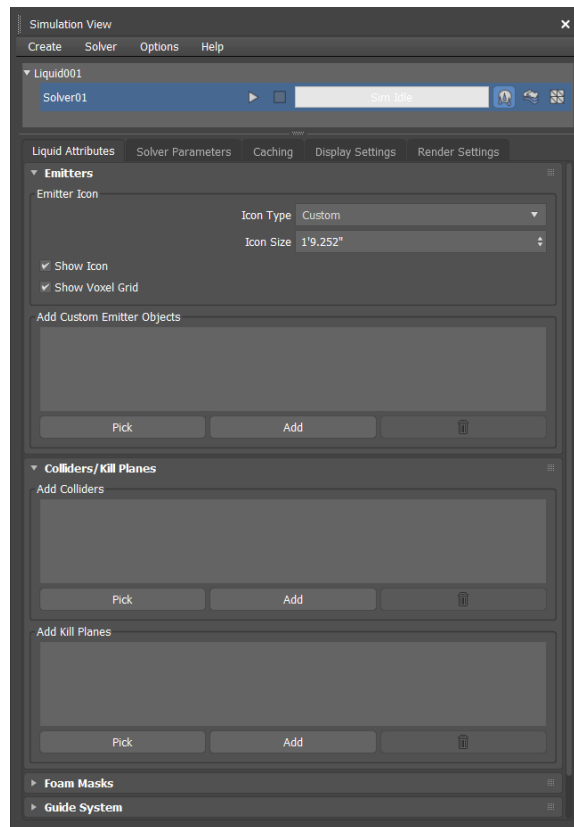 Simulation View
Create Solver Options Help
Liquid001
Solver01 Sim Idle
Liquid Attributes Solver Parameters Caching Display Settings Render Settings
Emitters
Emitter Icon
Icon Type Custom
Icon Size 1'9.252"
Show Icon
Show Voxel Grid
Add Custom Emitter Objects
Pick Add
Colliders/Kill Planes
Add Colliders
Pick Add
Add Kill Planes
Pick Add
Foam Masks
Guide System